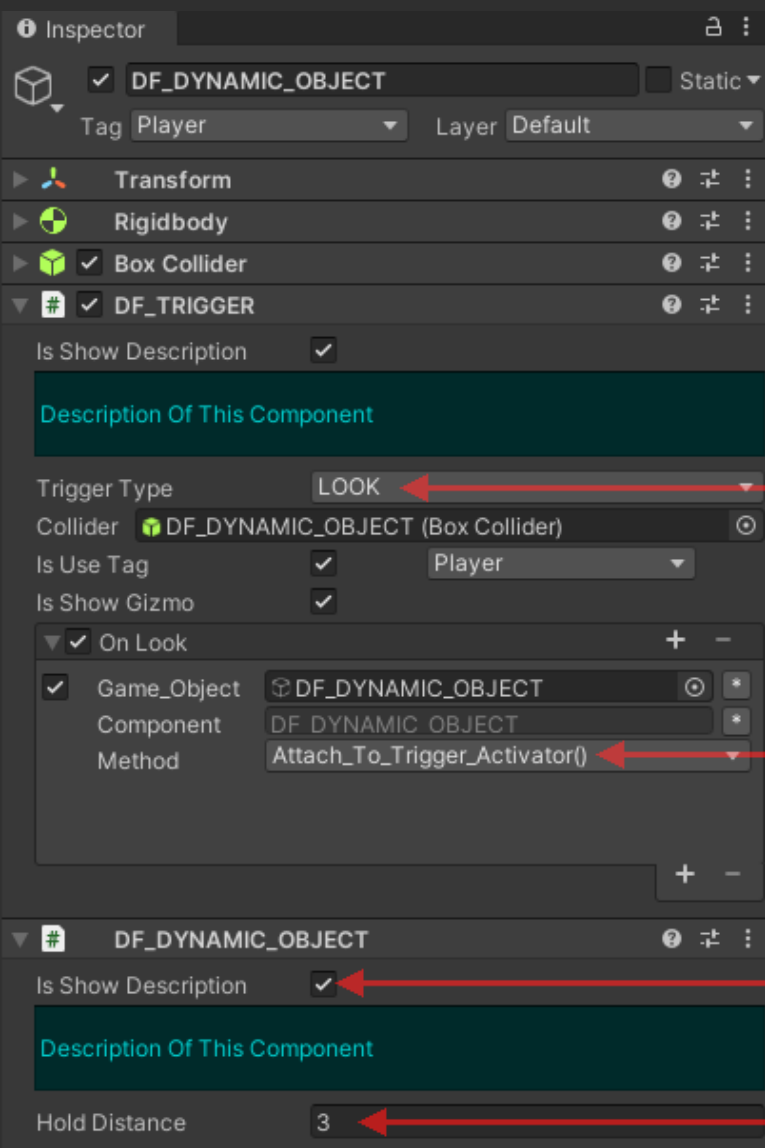 Inspector
DF_DYNAMIC_OBJECT Static
Tag Player Layer Default
Transform
Rigidbody
Box Collider
# DF_TRIGGER
Is Show Description
Description Of This Component
Trigger Type LOOK
Collider DF_DYNAMIC_OBJECT (Box Collider)
Is Use Tag Player
Is Show Gizmo
On Look + −
Game_Object DF_DYNAMIC_OBJECT *
Component DF_DYNAMIC_OBJECT *
Method Attach_To_Trigger_Activator()
+ −
# DF_DYNAMIC_OBJECT
Is Show Description
Description Of This Component
Hold Distance 3